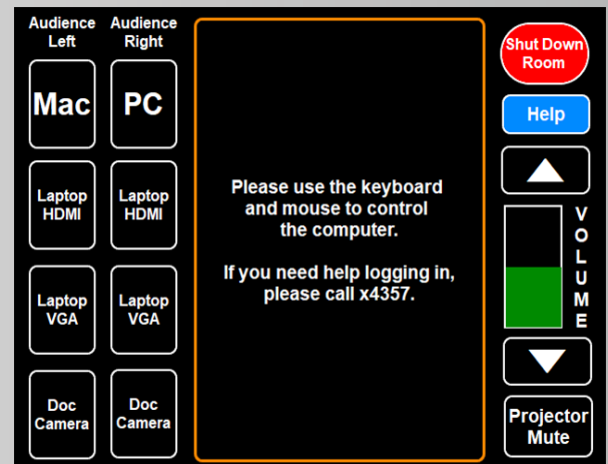 Audience
Left
Audience
Right
Mac
PC
Laptop
HDMI
Laptop
HDMI
Laptop
VGA
Laptop
VGA
Doc
Camera
Doc
Camera
Please use the keyboard
and mouse to control
the computer.
If you need help logging in,
please call x4357.
Shut Down
Room
Help
VOLUME
Projector
Mute